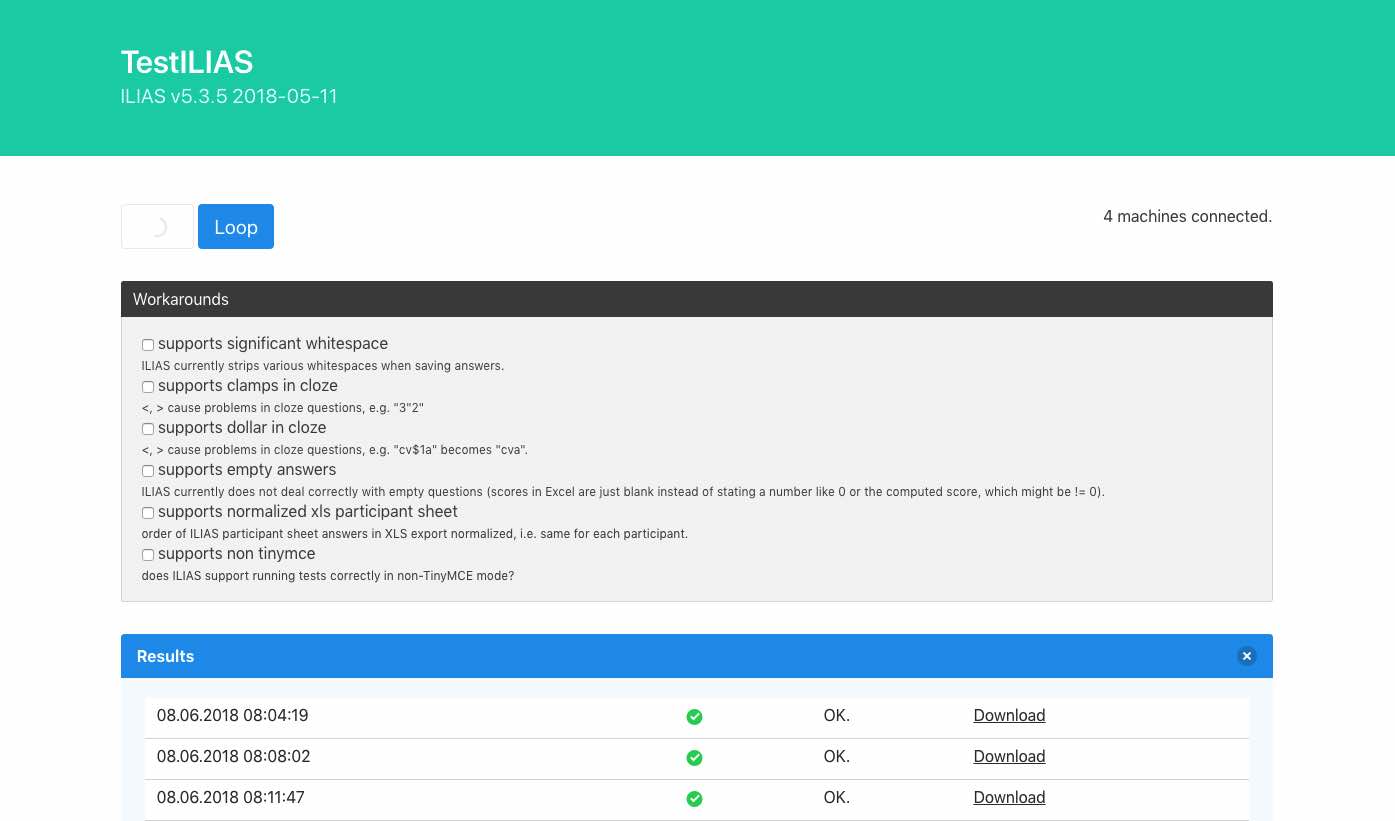 TestILIAS
ILIAS v5.3.5 2018-05-11
Loop
4 machines connected.
Workarounds
supports significant whitespace
ILIAS currently strips various whitespaces when saving answers.
supports clamps in cloze
<, > cause problems in cloze questions, e.g. "3"2"
supports dollar in cloze
<, > cause problems in cloze questions, e.g. "cv$1a" becomes "cva".
supports empty answers
ILIAS currently does not deal correctly with empty questions (scores in Excel are just blank instead of stating a number like 0 or the computed score, which might be != 0).
supports normalized xls participant sheet
order of ILIAS participant sheet answers in XLS export normalized, i.e. same for each participant.
supports non tinymce
does ILIAS support running tests correctly in non-TinyMCE mode?
Results
08.06.2018 08:04:19 OK. Download
08.06.2018 08:08:02 OK. Download
08.06.2018 08:11:47 OK. Download